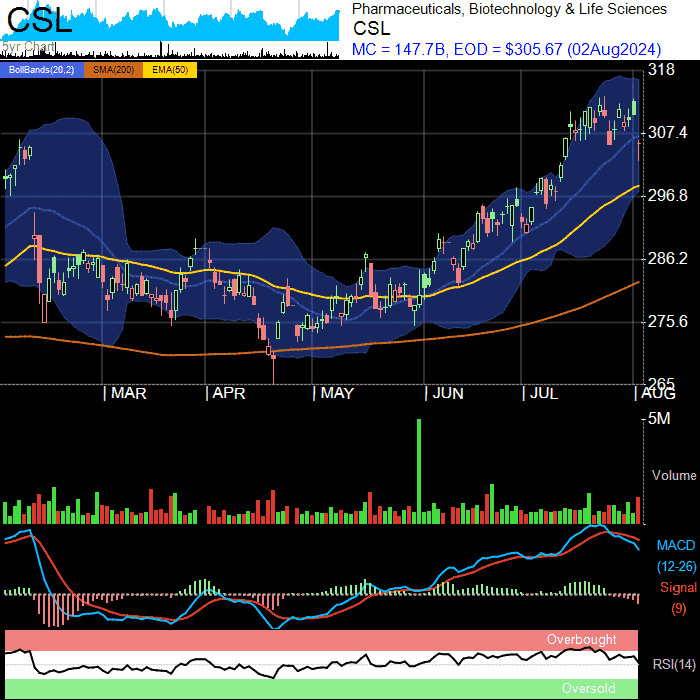 CSL
5yr Chart
Pharmaceuticals, Biotechnology & Life Sciences
CSL
MC = 147.7B, EOD = $305.67 (02Aug2024)
BollBands(20,2) SMA(200) EMA(50)
318
307.4
296.8
286.2
275.6
265
MAR APR MAY JUN JUL AUG
5M
Volume
MACD
(12-26)
Signal
(9)
Overbought
RSI(14)
Oversold